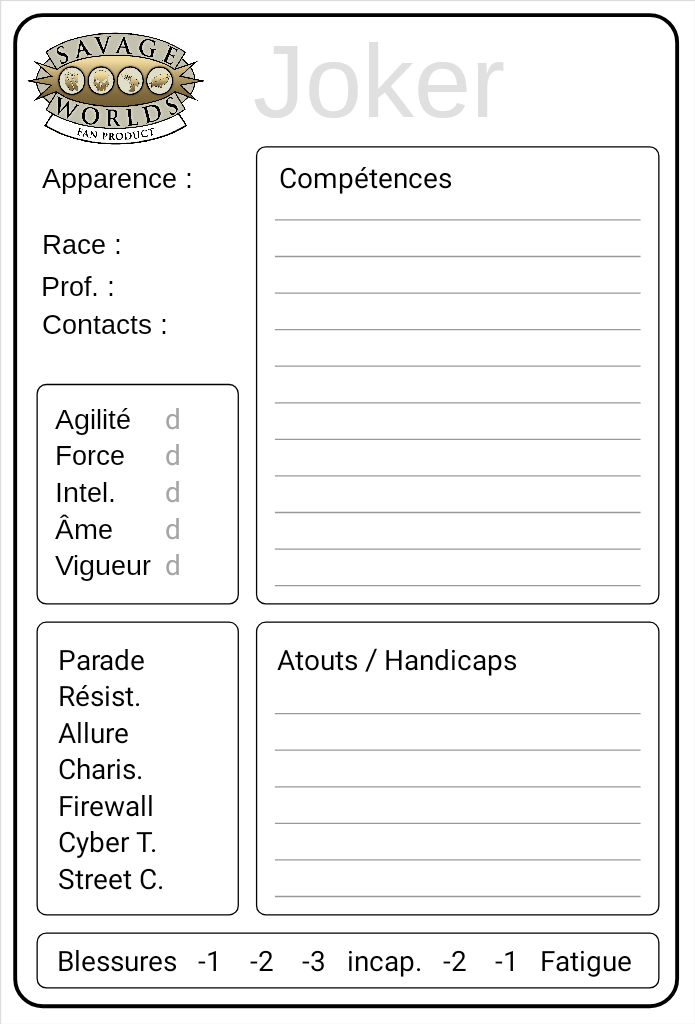 SAVAGE
WORLDS
FAN PRODUCT
Joker
Apparence :
Race :
Prof. :
Contacts :
Compétences
Agilité d
Force d
Intel. d
Âme d
Vigueur d
Parade
Résist.
Allure
Charis.
Firewall
Cyber T.
Street C.
Atouts / Handicaps
Blessures -1 -2 -3 incap. -2 -1 Fatigue